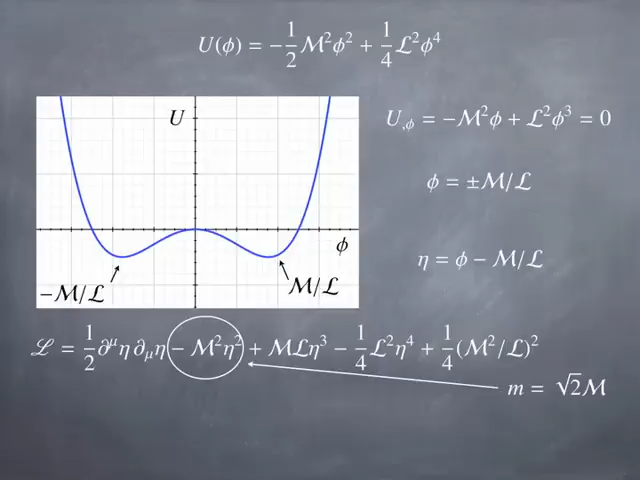 U(ϕ) = −1/2 ℳ²ϕ² + 1/4 ℒ²ϕ⁴
U
U,ϕ = −ℳ²ϕ + ℒ²ϕ³ = 0
ϕ = ±ℳ/ℒ
ϕ
η = ϕ − ℳ/ℒ
−ℳ/ℒ
ℳ/ℒ
ℒ = 1/2 ∂^μη ∂_μη − ℳ²η² + ℳℒη³ − 1/4 ℒ²η⁴ + 1/4 (ℳ²/ℒ)²
m = √2ℳ